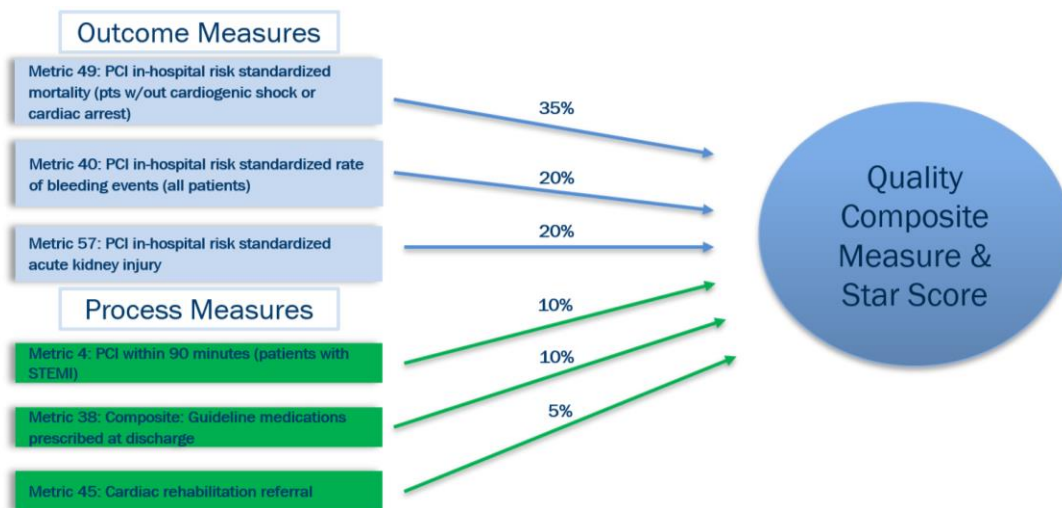 Outcome Measures
Metric 49: PCI in-hospital risk standardized
mortality (pts w/out cardiogenic shock or
cardiac arrest)
35%
Metric 40: PCI in-hospital risk standardized rate
of bleeding events (all patients)
20%
Metric 57: PCI in-hospital risk standardized
acute kidney injury
20%
Process Measures
Metric 4: PCI within 90 minutes (patients with
STEMI)
10%
Metric 38: Composite: Guideline medications
prescribed at discharge
10%
Metric 45: Cardiac rehabilitation referral
5%
Quality
Composite
Measure &
Star Score